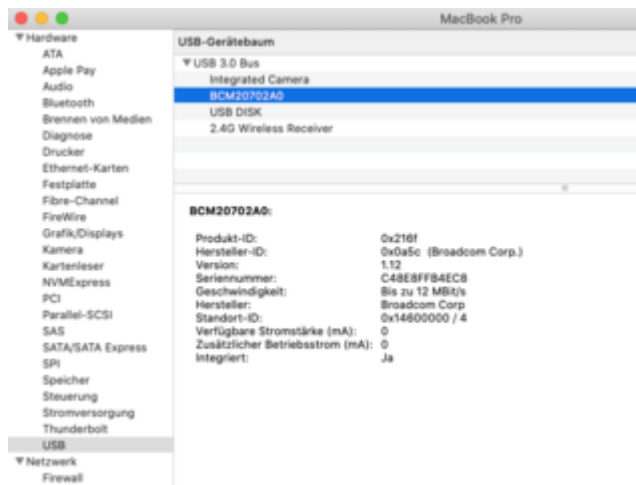 MacBook Pro
Hardware
ATA
Apple Pay
Audio
Bluetooth
Brennen von Medien
Diagnose
Drucker
Ethernet-Karten
Festplatte
Fibre-Channel
FireWire
Grafik/Displays
Kamera
Kartenleser
NVMExpress
PCI
Parallel-SCSI
SAS
SATA/SATA Express
SPI
Speicher
Steuerung
Stromversorgung
Thunderbolt
USB
Netzwerk
Firewall
USB-Gerätebaum
USB 3.0 Bus
Integrated Camera
BCM20702A0
USB DISK
2.4G Wireless Receiver
BCM20702A0:
Produkt-ID: 0x216f
Hersteller-ID: 0x0a5c (Broadcom Corp.)
Version: 1.12
Seriennummer: C48E8FF84EC8
Geschwindigkeit: Bis zu 12 MBit/s
Hersteller: Broadcom Corp
Standort-ID: 0x14600000 / 4
Verfügbare Stromstärke (mA): 0
Zusätzlicher Betriebsstrom (mA): 0
Integriert: Ja